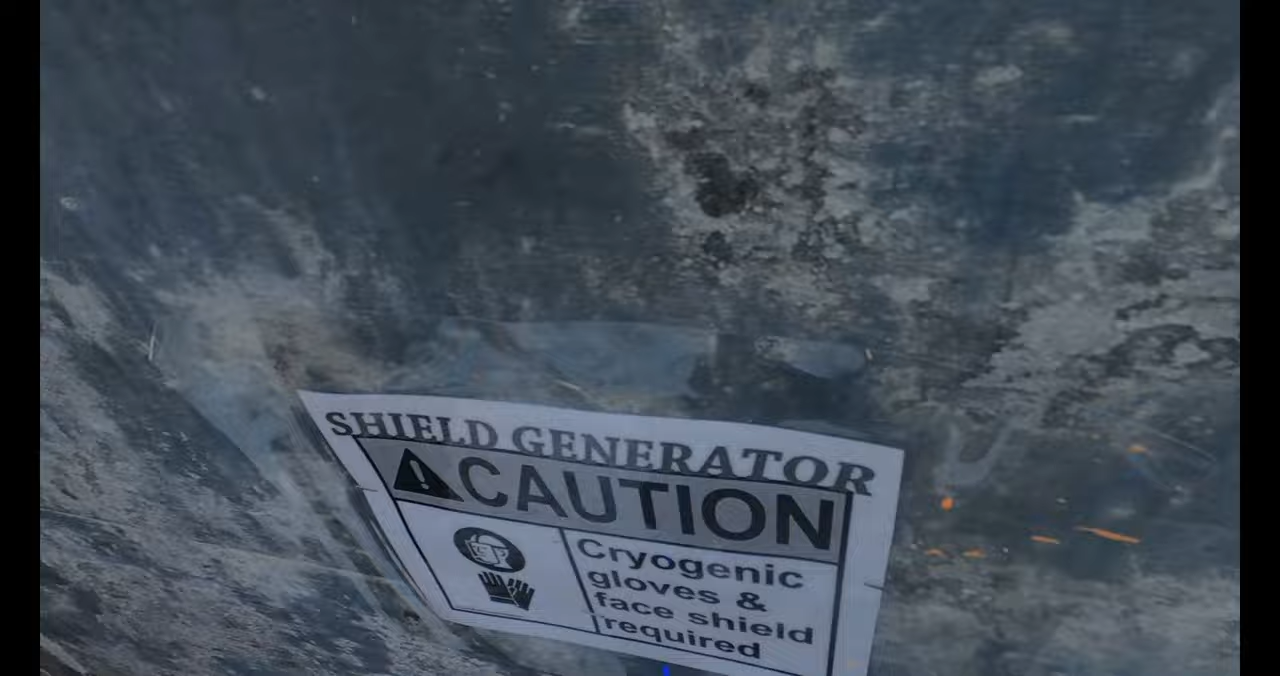 SHIELD GENERATOR
CAUTION
Cryogenic
gloves &
face shield
required